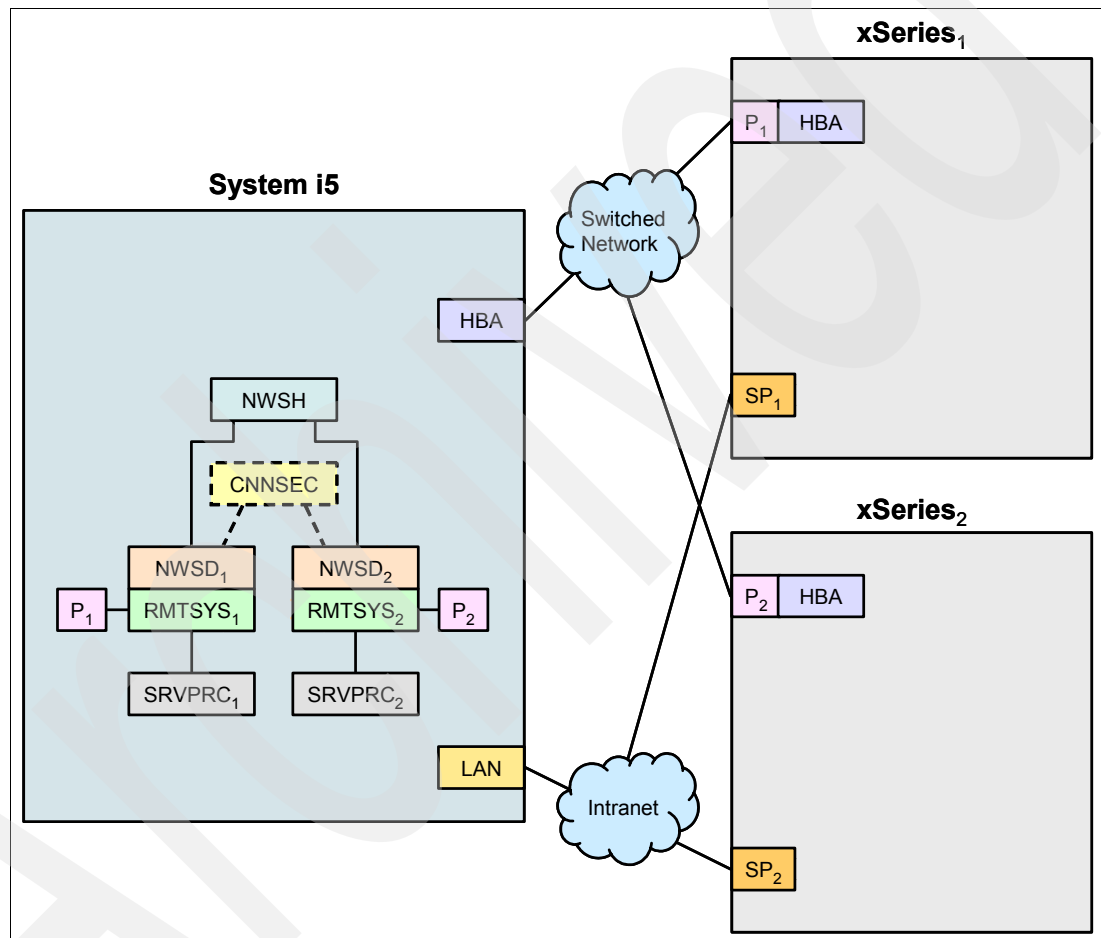 xSeries₁
P₁
HBA
System i5
Switched
Network
HBA
SP₁
NWSH
CNNSEC
xSeries₂
NWSD₁
NWSD₂
P₁
RMTSYS₁
RMTSYS₂
P₂
P₂
HBA
SRVPRC₁
SRVPRC₂
LAN
Intranet
SP₂